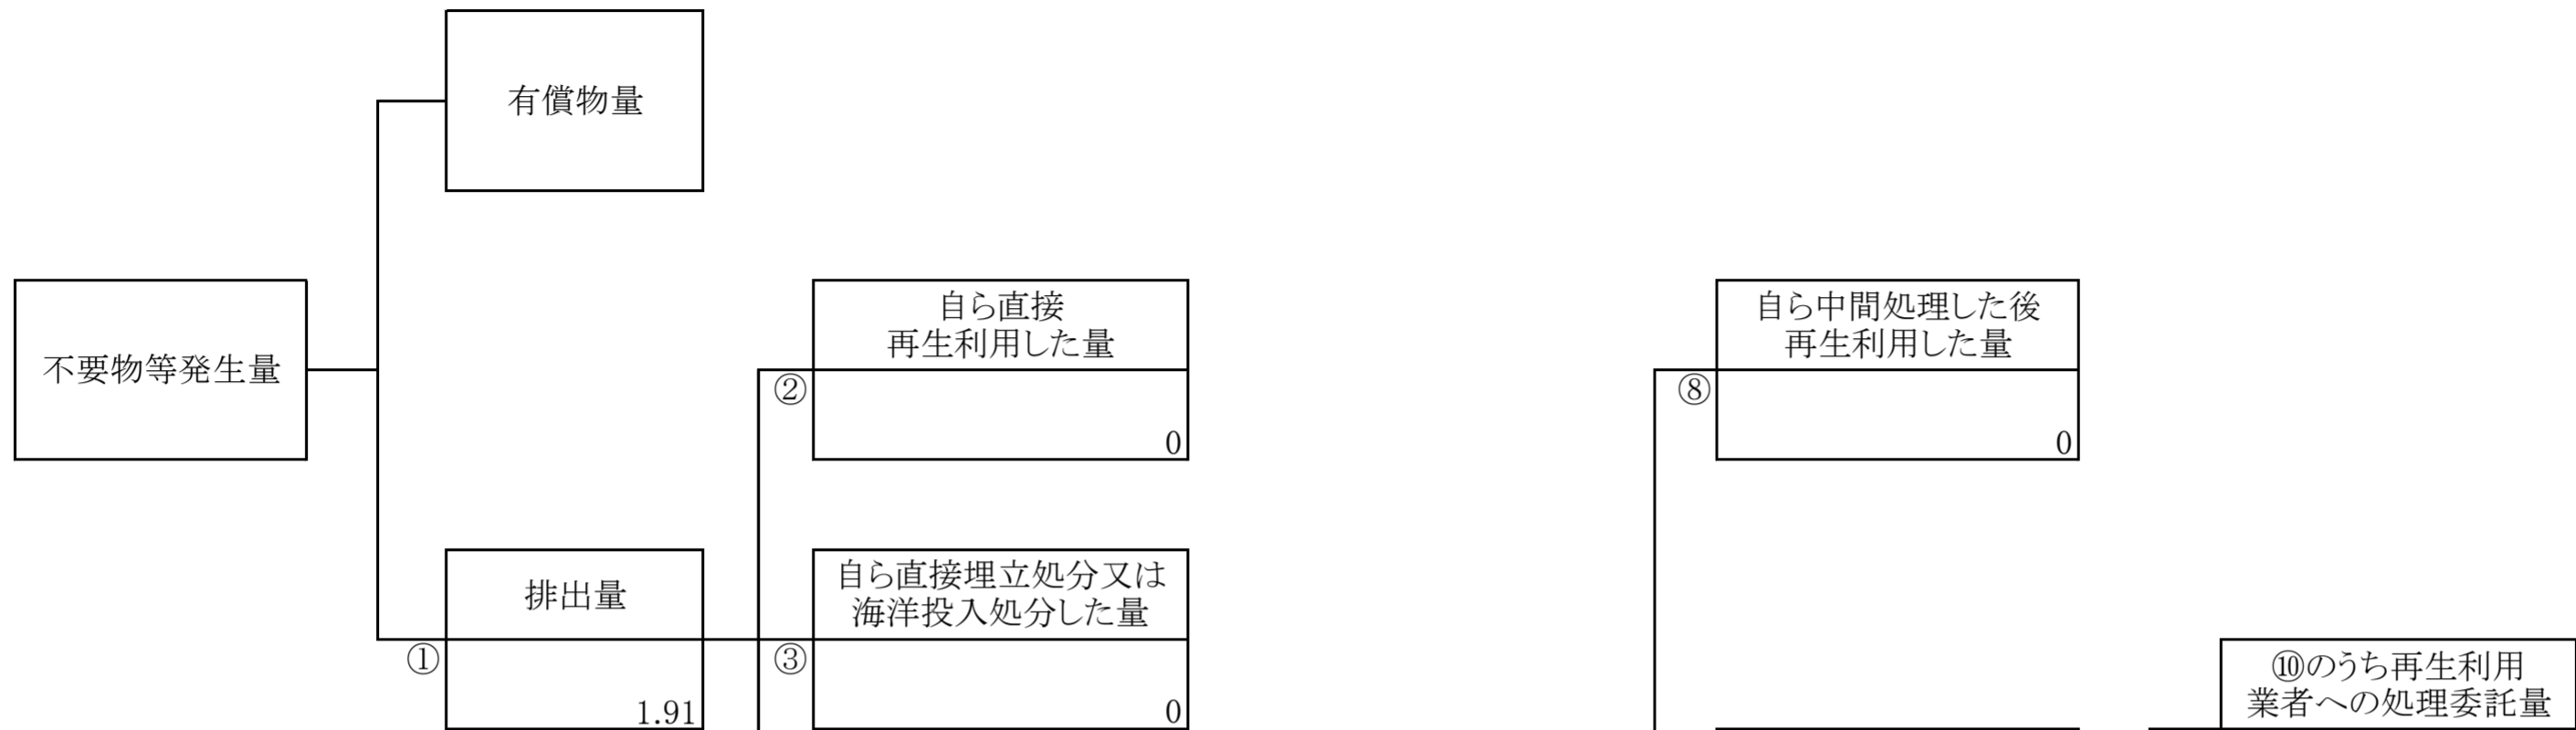 有償物量
不要物等発生量
自ら直接
再生利用した量
②
0
自ら中間処理した後
再生利用した量
⑧
0
排出量
①
1.91
自ら直接埋立処分又は
海洋投入処分した量
③
0
⑩のうち再生利用
業者への処理委託量